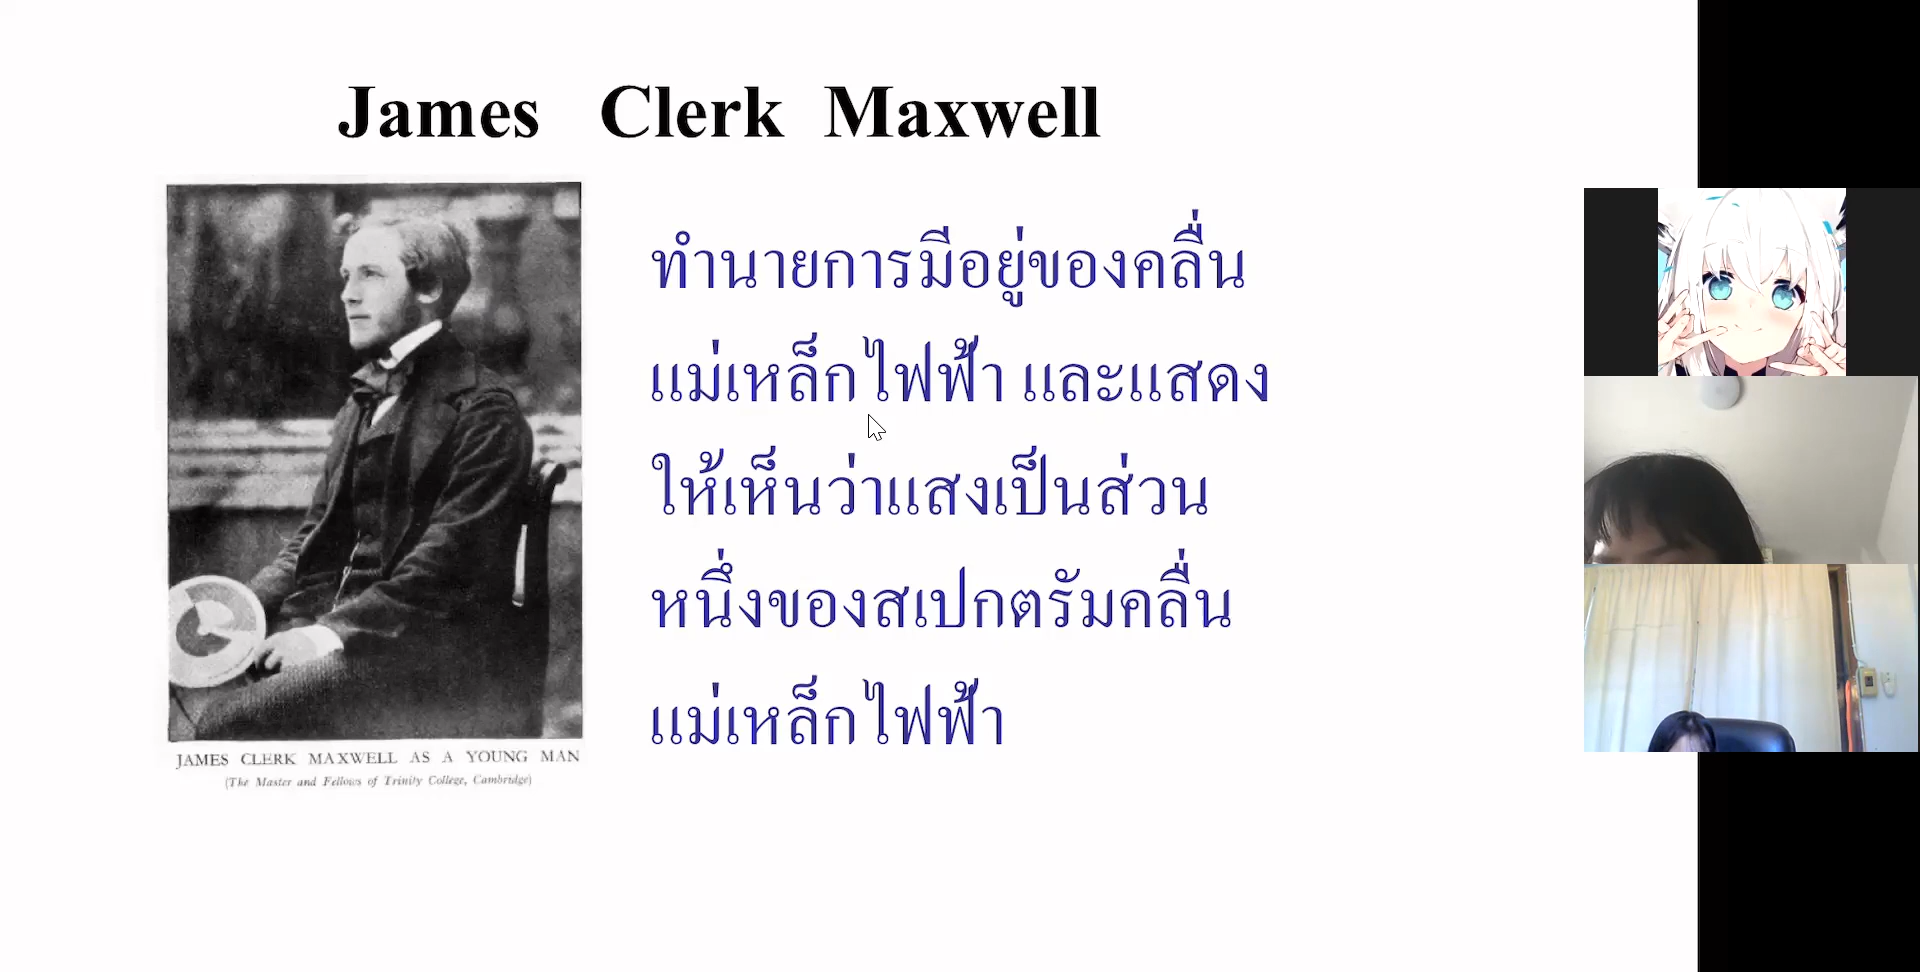 James Clerk Maxwell
ทำนายการมีอยู่ของคลื่น
แม่เหล็กไฟฟ้า และแสดง
ให้เห็นว่าแสงเป็นส่วน
หนึ่งของสเปกตรัมคลื่น
แม่เหล็กไฟฟ้า
JAMES CLERK MAXWELL AS A YOUNG MAN
(The Master and Fellows of Trinity College, Cambridge)